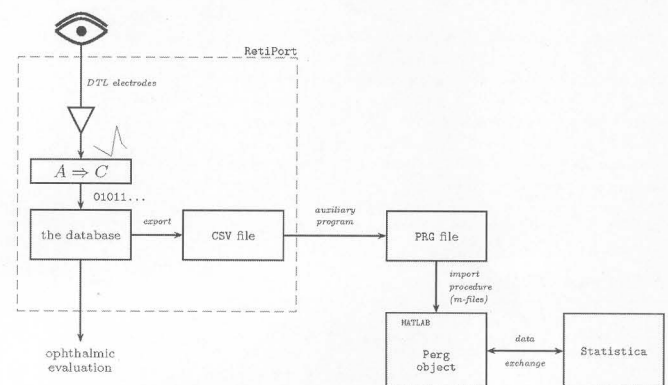 RetiPort
DTL electrodes
A ⇒ C
01011...
the database
export
CSV file
auxiliary
program
PRG file
import
procedure
(m-files)
ophthalmic
evaluation
MATLAB
Perg
object
data
exchange
Statistica